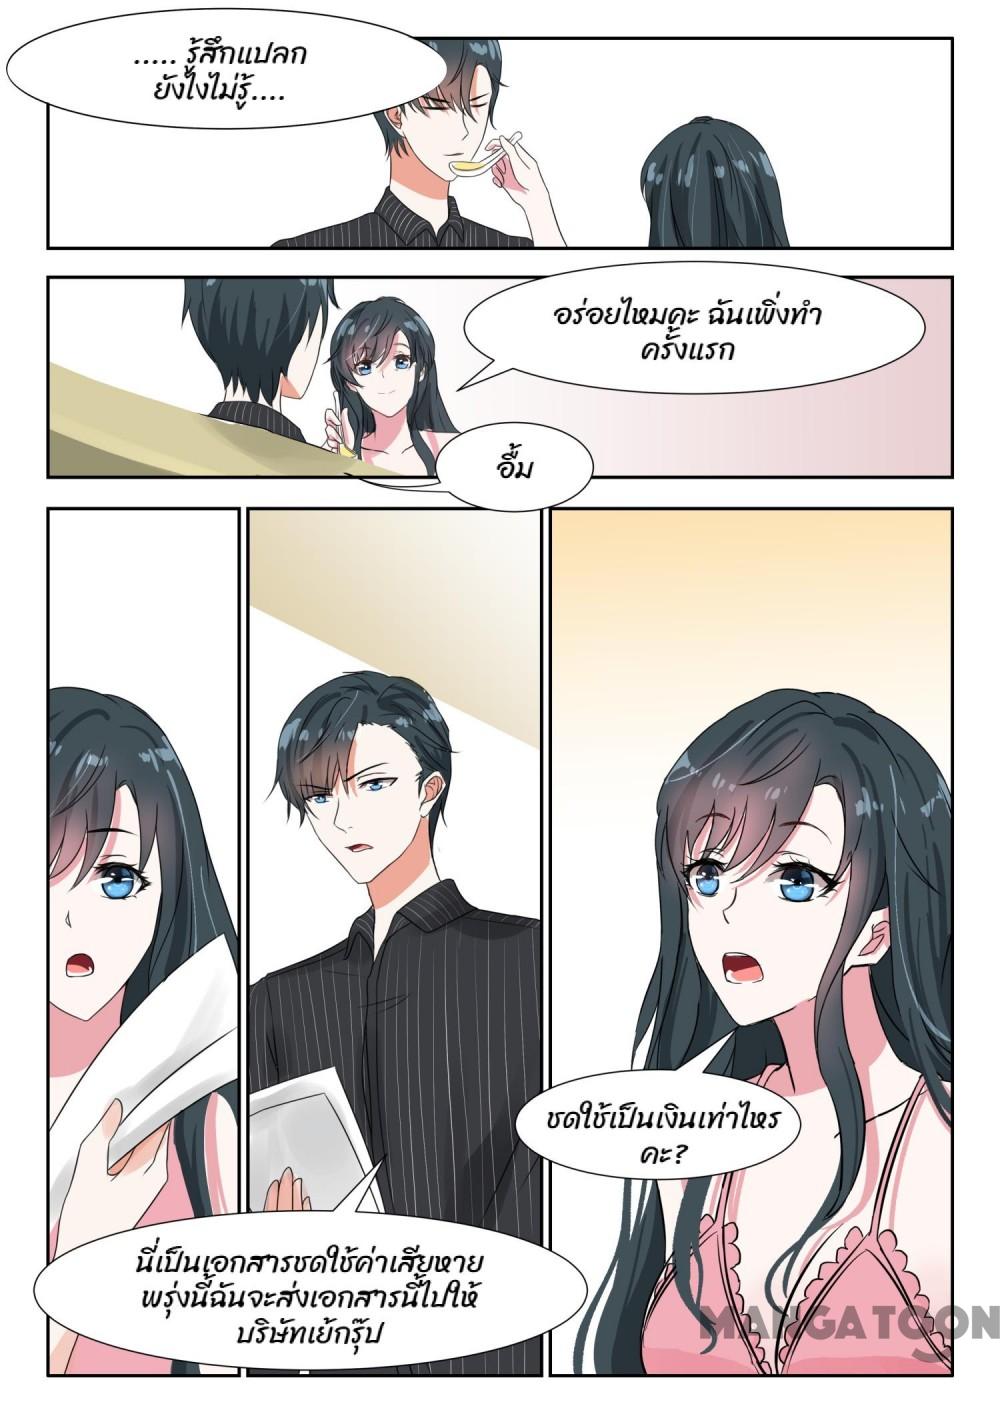 ..... รู้สึกแปลก
ยังไงไม่รู้....
อร่อยไหมคะ ฉันเพิ่งทำ
ครั้งแรก
อื้ม
ชดใช้เป็นเงินเท่าไหร
คะ?
นี่เป็นเอกสารชดใช้ค่าเสียหาย
พรุ่งนี้ฉันจะส่งเอกสารนี้ไปให้
บริษัทเย้กรุ๊ป
MANGATOON